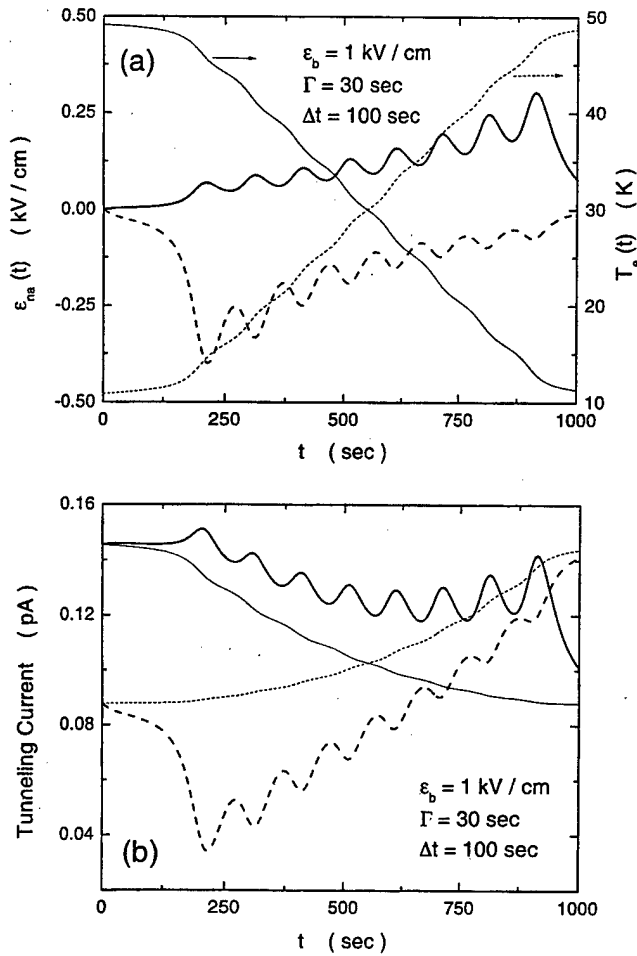 (a)
ε_b = 1 kV / cm
Γ = 30 sec
Δt = 100 sec
0.50
0.25
0.00
-0.25
-0.50
ε_na (t) ( kV / cm )
50
40
30
20
10
T_e (t) ( K )
0
250
500
750
1000
t ( sec )
0.16
0.12
0.08
0.04
Tunneling Current ( pA )
ε_b = 1 kV / cm
Γ = 30 sec
Δt = 100 sec
(b)
0
250
500
750
1000
t ( sec )